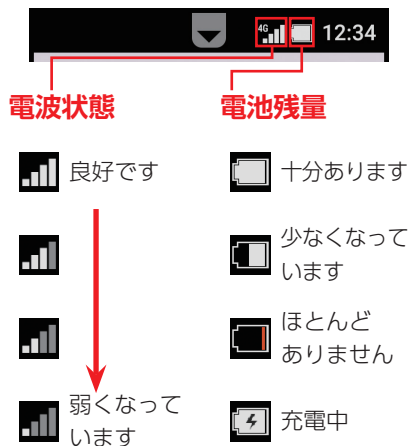 4G 12:34
電波状態
電池残量
良好です
十分あります
少なくなって
います
ほとんど
ありません
弱くなって
います
充電中